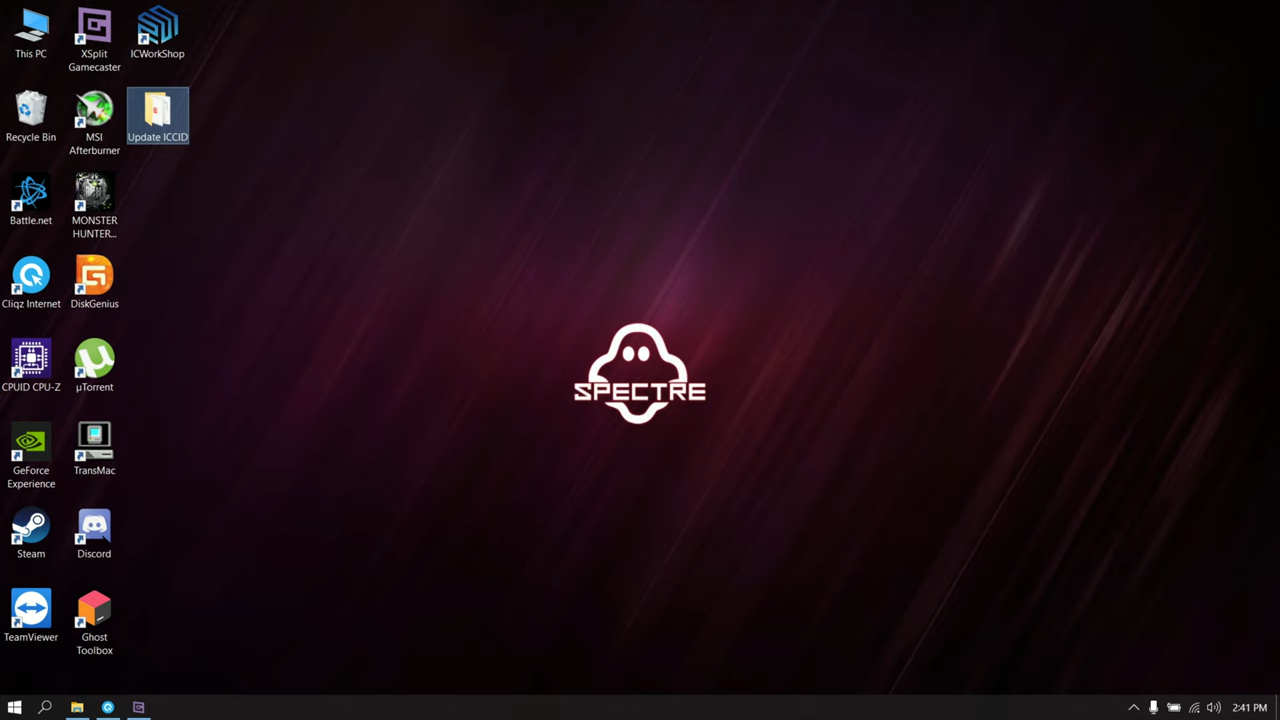 This PC
XSplit
Gamecaster
ICWorkShop
Recycle Bin
MSI
Afterburner
Update ICCID
Battle.net
MONSTER
HUNTER...
Cliqz Internet
DiskGenius
CPUID CPU-Z
µTorrent
GeForce
Experience
TransMac
Steam
Discord
TeamViewer
Ghost
Toolbox
SPECTRE
2:41 PM